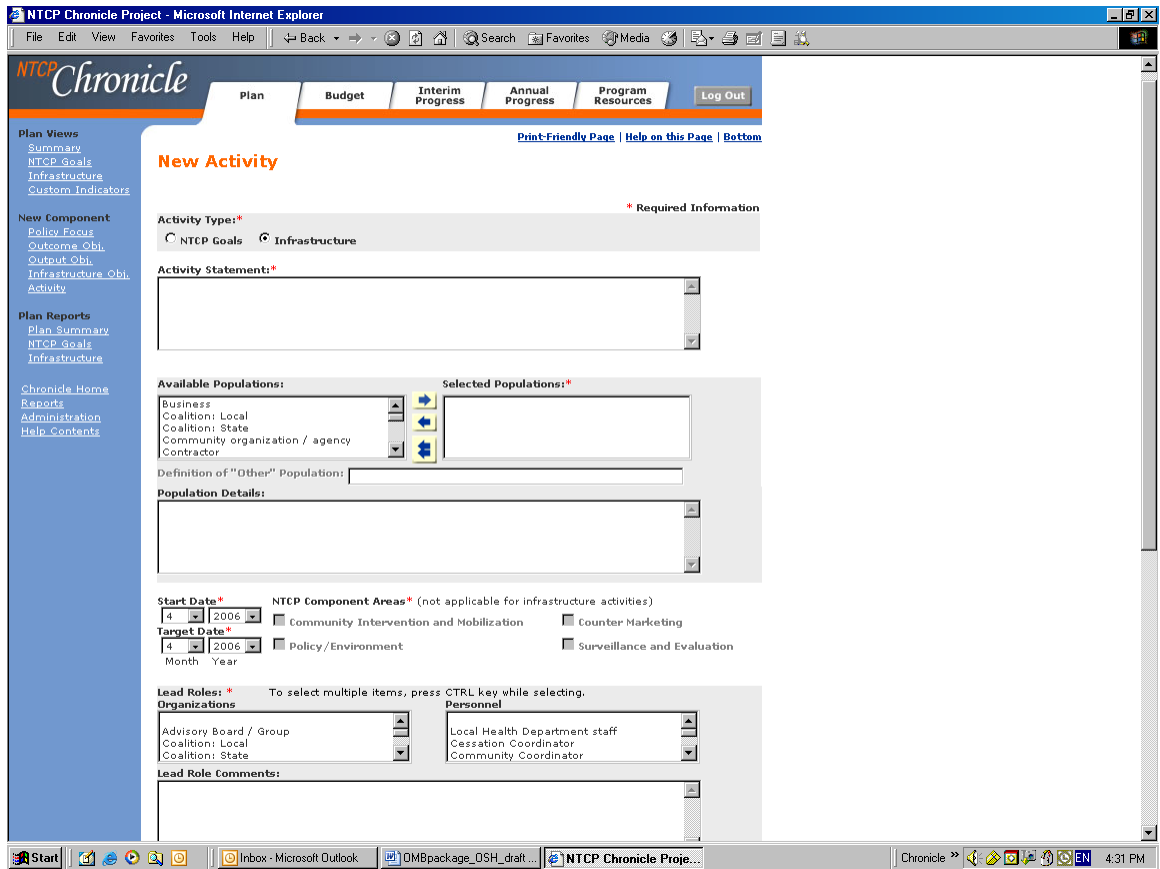 NTCP Chronicle Project - Microsoft Internet Explorer
File Edit View Favorites Tools Help Back Search Favorites Media
NTCP Chronicle
Plan Budget Interim Progress Annual Progress Program Resources Log Out
Print-Friendly Page | Help on this Page | Bottom
Plan Views
Summary
NTCP Goals
Infrastructure
Custom Indicators
New Component
Policy Focus
Outcome Obj.
Output Obj.
Infrastructure Obj.
Activity
Plan Reports
Plan Summary
NTCP Goals
Infrastructure
Chronicle Home
Reports
Administration
Help Contents
New Activity
* Required Information
Activity Type:*
NTCP Goals Infrastructure
Activity Statement:*
Available Populations: Selected Populations:*
Business
Coalition: Local
Coalition: State
Community organization / agency
Contractor
Definition of "Other" Population:
Population Details:
Start Date* NTCP Component Areas* (not applicable for infrastructure activities)
4 2006 Community Intervention and Mobilization Counter Marketing
Target Date*
4 2006 Policy/Environment Surveillance and Evaluation
Month Year
Lead Roles: * To select multiple items, press CTRL key while selecting.
Organizations Personnel
Advisory Board / Group Local Health Department staff
Coalition: Local Cessation Coordinator
Coalition: State Community Coordinator
Lead Role Comments:
Start Inbox - Microsoft Outlook OMBpackage_OSH_draft ... NTCP Chronicle Proje... Chronicle » EN 4:31 PM